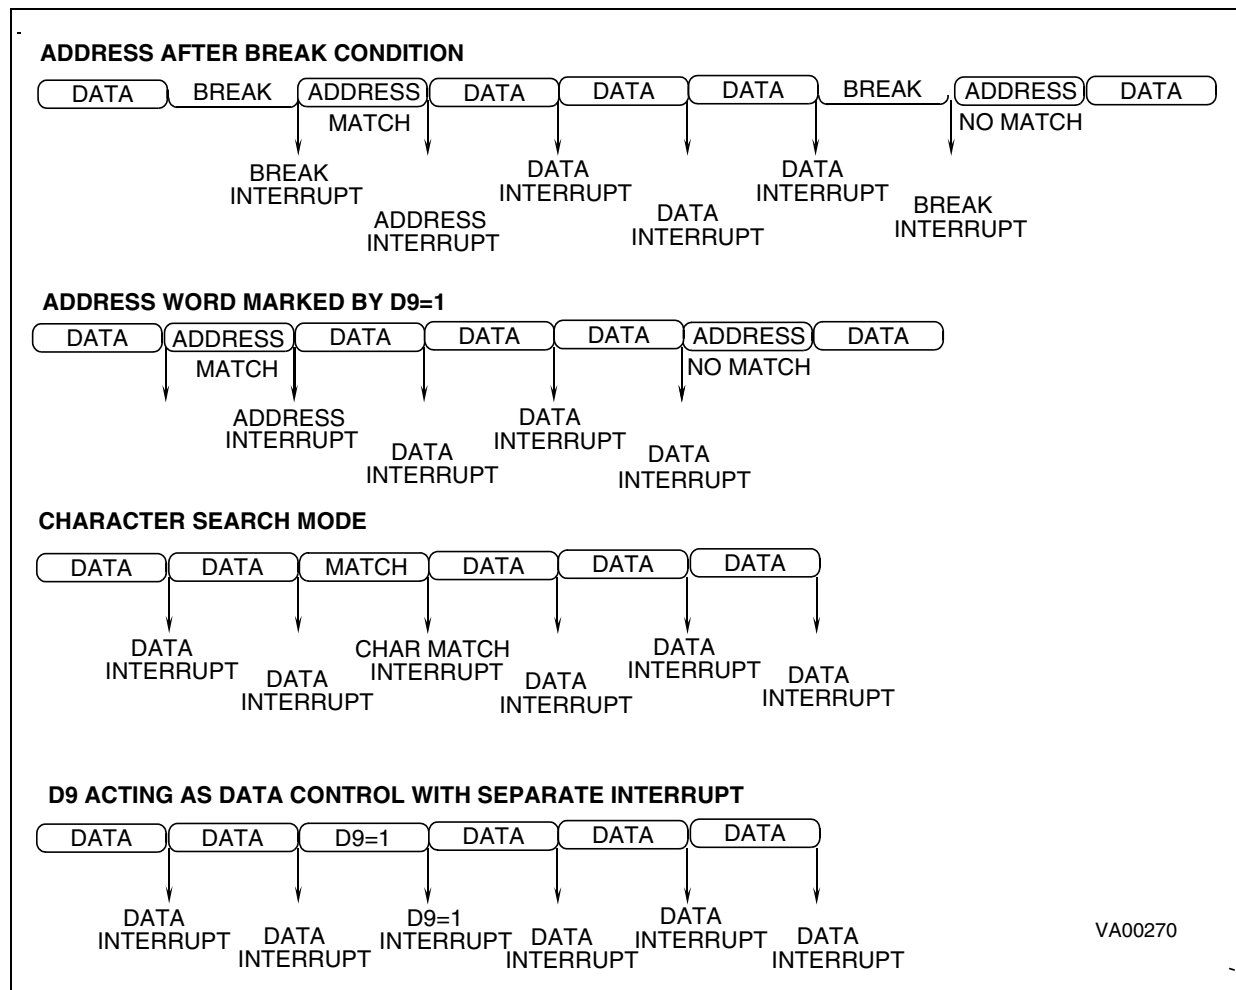 ADDRESS AFTER BREAK CONDITION
DATA BREAK ADDRESS DATA DATA DATA BREAK ADDRESS DATA
MATCH NO MATCH
BREAK
INTERRUPT
ADDRESS
INTERRUPT
DATA
INTERRUPT
DATA
INTERRUPT
DATA
INTERRUPT
BREAK
INTERRUPT
ADDRESS WORD MARKED BY D9=1
DATA ADDRESS DATA DATA DATA ADDRESS DATA
MATCH NO MATCH
ADDRESS
INTERRUPT
DATA
INTERRUPT
DATA
INTERRUPT
DATA
INTERRUPT
CHARACTER SEARCH MODE
DATA DATA MATCH DATA DATA DATA
DATA
INTERRUPT
DATA
INTERRUPT
CHAR MATCH
INTERRUPT
DATA
INTERRUPT
DATA
INTERRUPT
DATA
INTERRUPT
D9 ACTING AS DATA CONTROL WITH SEPARATE INTERRUPT
DATA DATA D9=1 DATA DATA DATA
DATA
INTERRUPT
DATA
INTERRUPT
D9=1
INTERRUPT
DATA
INTERRUPT
DATA
INTERRUPT
DATA
INTERRUPT
VA00270